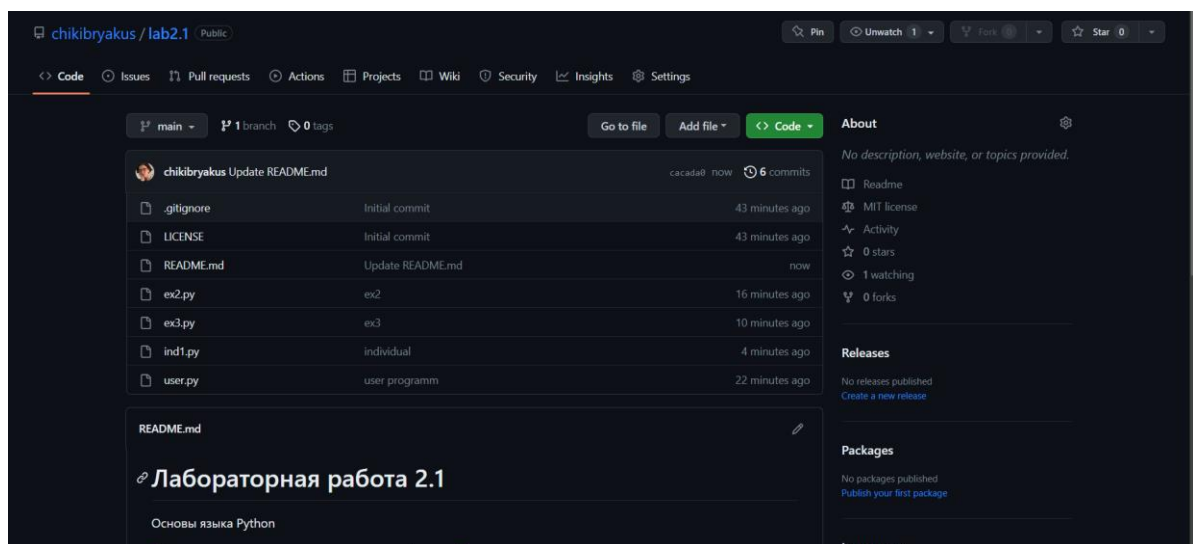 chikibryakus / lab2.1 Public Pin Unwatch 1 Fork 0 Star 0
Code Issues Pull requests Actions Projects Wiki Security Insights Settings
main 1 branch 0 tags Go to file Add file Code
chikibryakus Update README.md cacada0 now 6 commits
.gitignore Initial commit 43 minutes ago
LICENSE Initial commit 43 minutes ago
README.md Update README.md now
ex2.py ex2 16 minutes ago
ex3.py ex3 10 minutes ago
ind1.py individual 4 minutes ago
user.py user programm 22 minutes ago
README.md
Лабораторная работа 2.1
Основы языка Python
About
No description, website, or topics provided.
Readme
MIT license
Activity
0 stars
1 watching
0 forks
Releases
No releases published
Create a new release
Packages
No packages published
Publish your first package